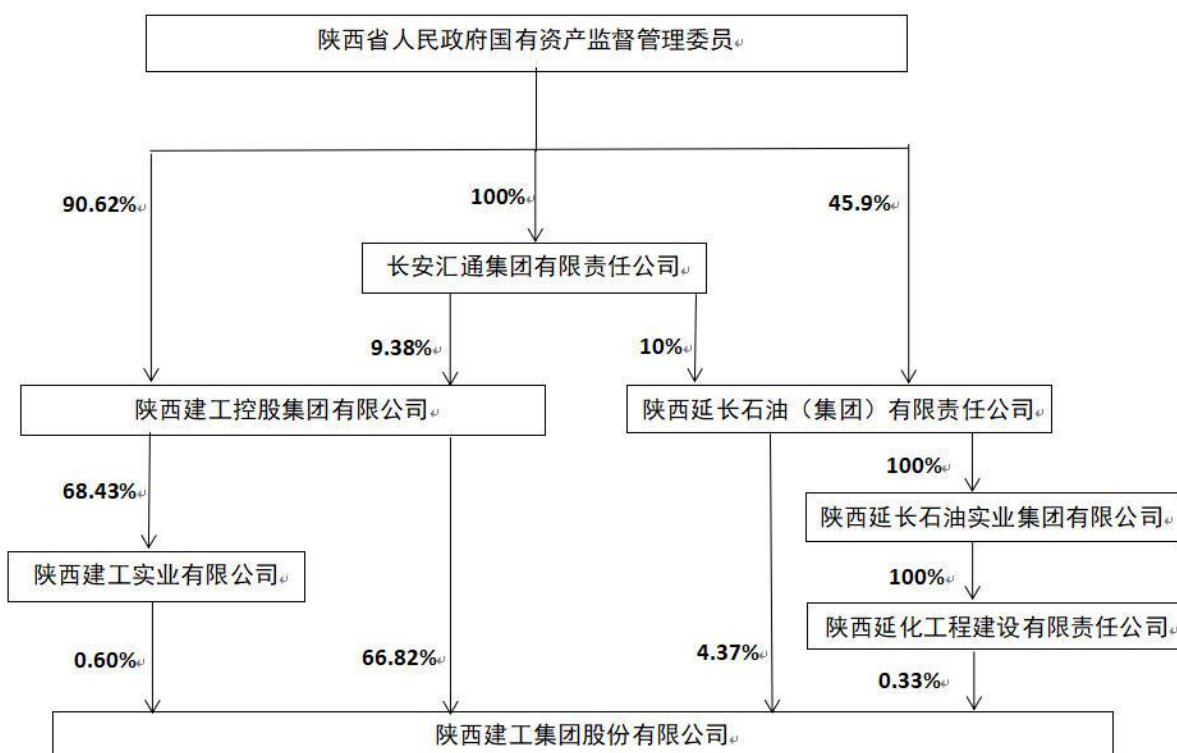 陕西省人民政府国有资产监督管理委员
90.62%
100%
45.9%
长安汇通集团有限责任公司
9.38%
10%
陕西建工控股集团有限公司
陕西延长石油（集团）有限责任公司
68.43%
100%
陕西延长石油实业集团有限公司
陕西建工实业有限公司
100%
陕西延化工程建设有限责任公司
0.60%
66.82%
4.37%
0.33%
陕西建工集团股份有限公司